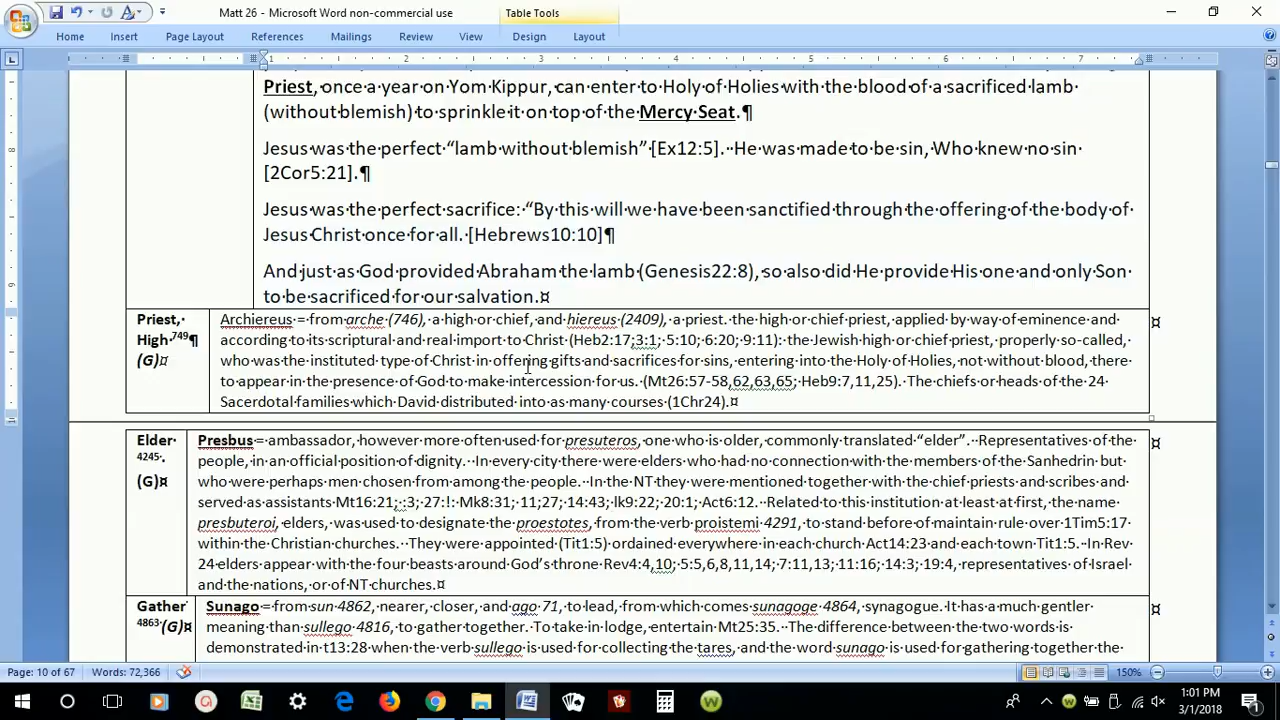 Matt 26 - Microsoft Word non-commercial use
Table Tools
Home Insert Page Layout References Mailings Review View Design Layout
1 2 3 4 5 6 7
Priest, once a year on Yom Kippur, can enter to Holy of Holies with the blood of a sacrificed lamb
(without blemish) to sprinkle it on top of the Mercy Seat.¶
Jesus was the perfect “lamb without blemish” [Ex12:5]. He was made to be sin, Who knew no sin
[2Cor5:21].¶
Jesus was the perfect sacrifice: “By this will we have been sanctified through the offering of the body of
Jesus Christ once for all. [Hebrews10:10]¶
And just as God provided Abraham the lamb (Genesis22:8), so also did He provide His one and only Son
to be sacrificed for our salvation.¤
Priest,
High 749¶
(G)¤
Archiereus = from arche (746), a high or chief, and hiereus (2409), a priest. the high or chief priest, applied by way of eminence and
according to its scriptural and real import to Christ (Heb2:17;3:1; 5:10; 6:20; 9:11): the Jewish high or chief priest, properly so-called,
who was the instituted type of Christ in offering gifts and sacrifices for sins, entering into the Holy of Holies, not without blood, there
to appear in the presence of God to make intercession for us. (Mt26:57-58,62,63,65; Heb9:7,11,25). The chiefs or heads of the 24
Sacerdotal families which David distributed into as many courses (1Chr24).¤
Elder
4245
(G)¤
Presbus = ambassador, however more often used for presuteros, one who is older, commonly translated “elder”. Representatives of the
people, in an official position of dignity. In every city there were elders who had no connection with the members of the Sanhedrin but
who were perhaps men chosen from among the people. In the NT they were mentioned together with the chief priests and scribes and
served as assistants Mt16:21; ;3; 27:!: Mk8:31; 11;27; 14:43; lk9:22; 20:1; Act6:12. Related to this institution at least at first, the name
presbuteroi, elders, was used to designate the proestotes, from the verb proistemi 4291, to stand before of maintain rule over 1Tim5:17
within the Christian churches. They were appointed (Tit1:5) ordained everywhere in each church Act14:23 and each town Tit1:5. In Rev
24 elders appear with the four beasts around God’s throne Rev4:4,10; 5:5,6,8,11,14; 7:11,13; 11:16; 14:3; 19:4, representatives of Israel
and the nations, or of NT churches.¤
Gather
4863 (G)¤
Sunago = from sun 4862, nearer, closer, and ago 71, to lead, from which comes sunagoge 4864, synagogue. It has a much gentler
meaning than sullego 4816, to gather together. To take in lodge, entertain Mt25:35. The difference between the two words is
demonstrated in t13:28 when the verb sullego is used for collecting the tares, and the word sunago is used for gathering together the
Page: 10 of 67 Words: 72,366 150%
1:01 PM
3/1/2018